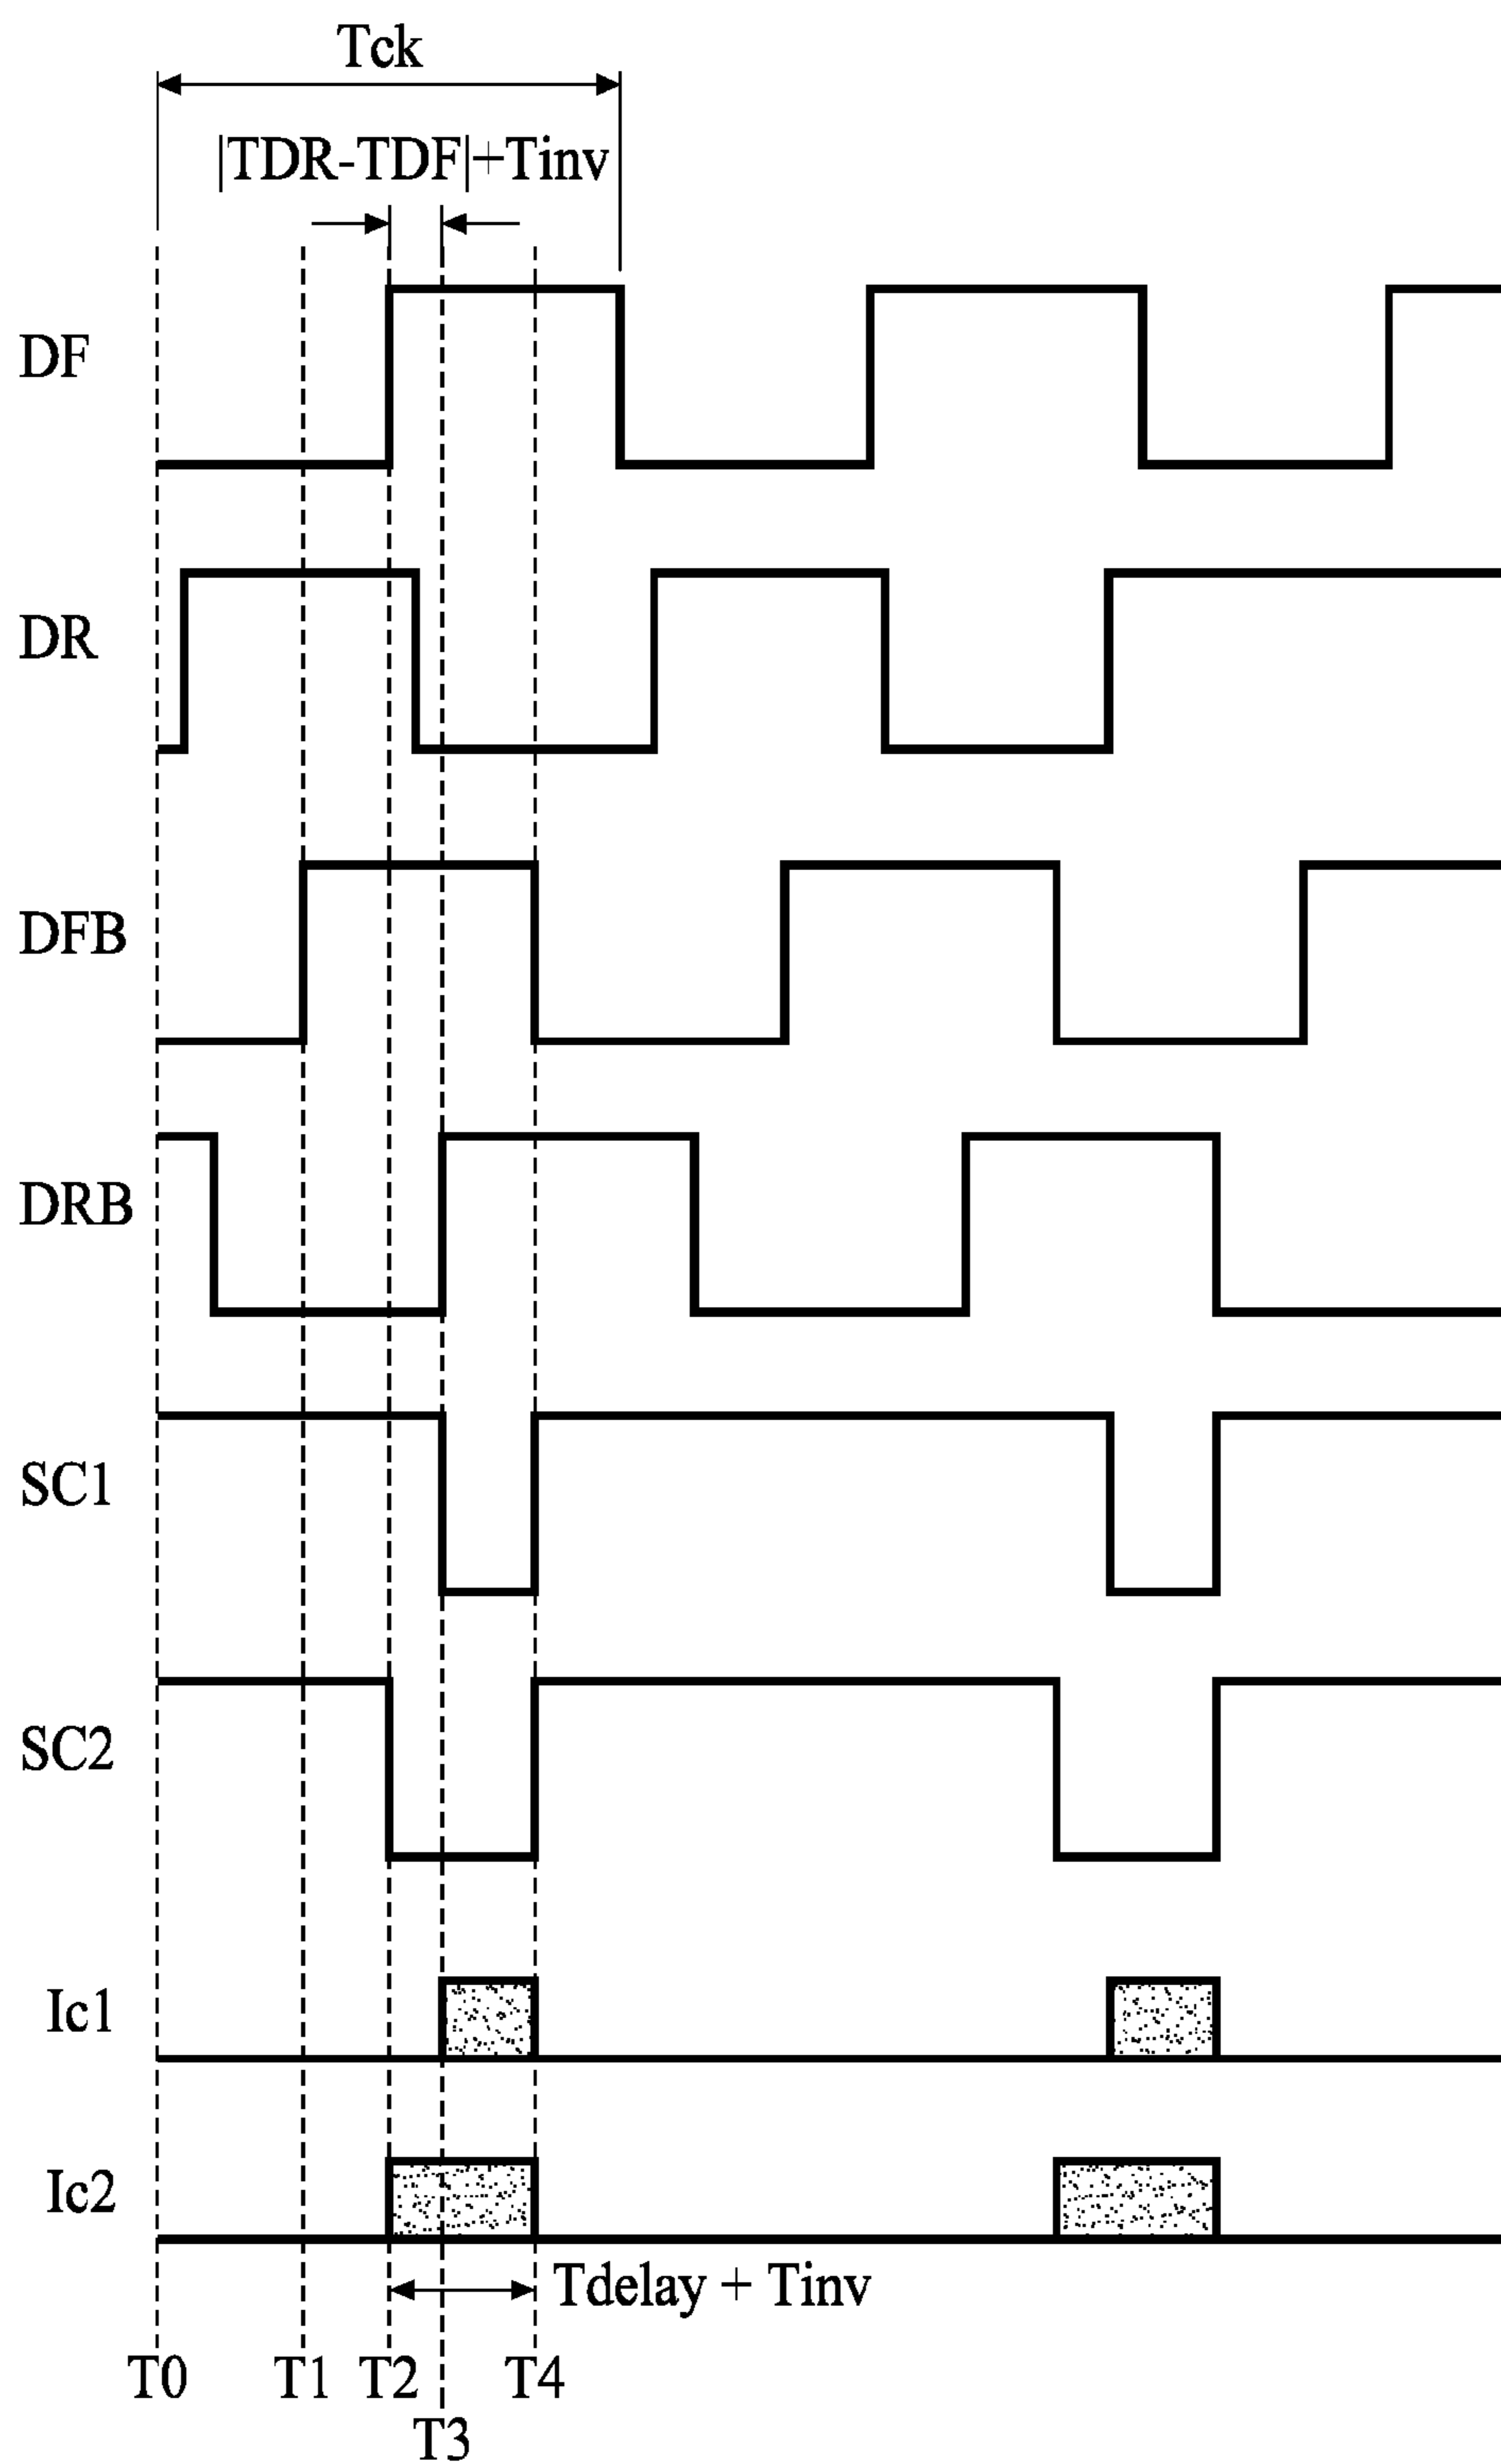 Tck
|TDR-TDF|+Tinv
DF
DR
DFB
DRB
SC1
SC2
Ic1
Ic2
Tdelay + Tinv
T0 T1 T2 T4
T3